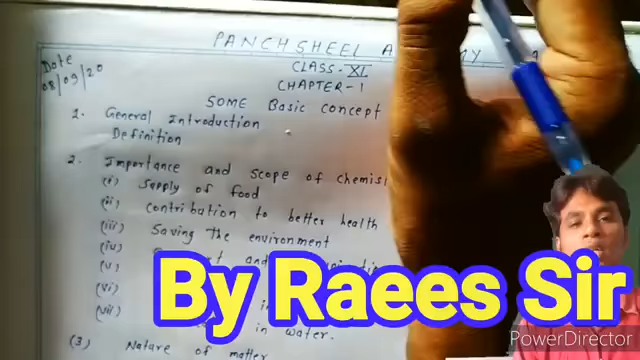 PANCHSHEEL A
Date
08/09/20
CLASS-XI
CHAPTER-1
SOME Basic concept
1. General Introduction
Definition
2. Importance and scope of
(i) Supply of food
(ii) contribution to better health
(iii) Saving the environment
(iv)
(v)
(vi)
(vii) in water.
(3) Nature of matter
By Raees Sir
PowerDirector